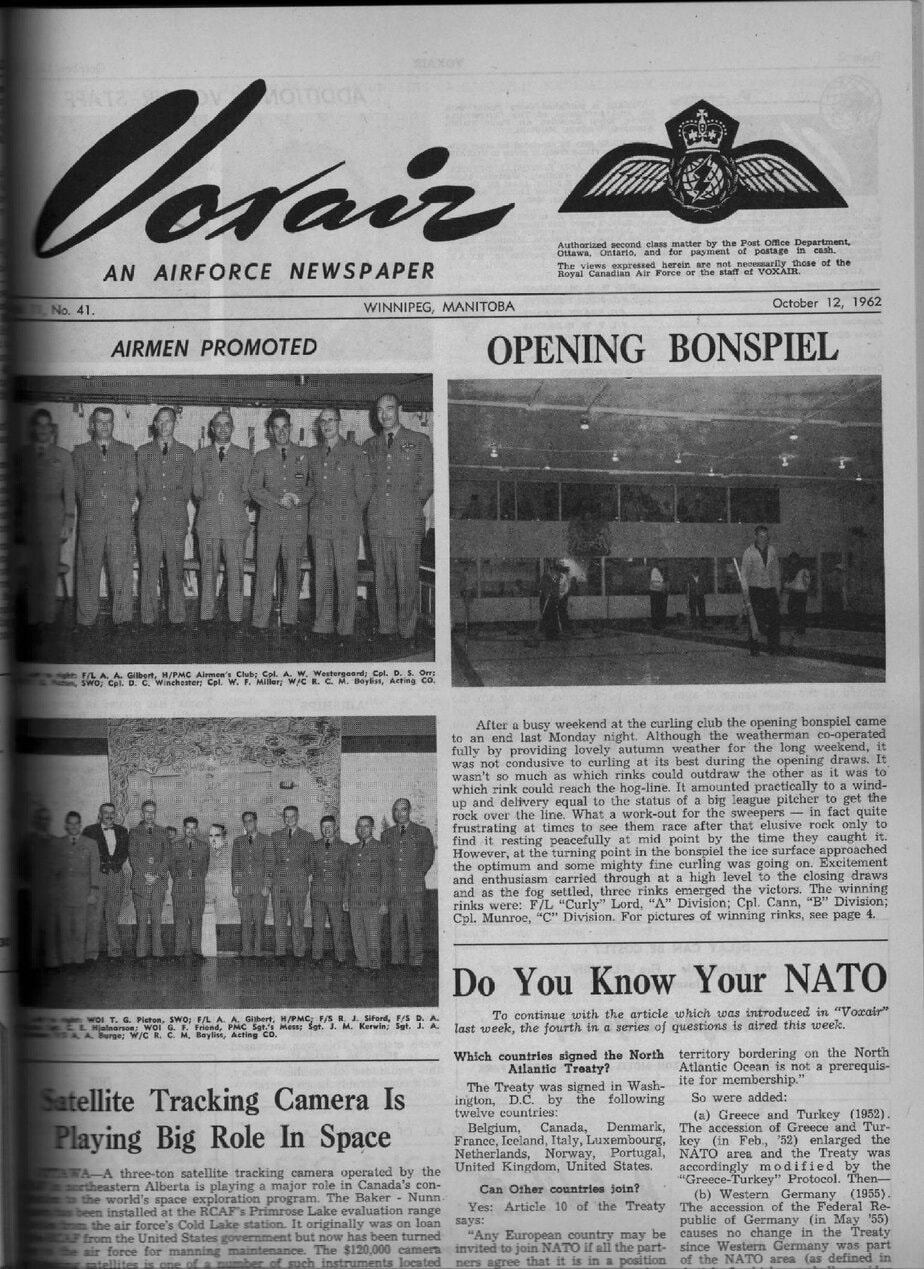 Voxair
AN AIRFORCE NEWSPAPER
Authorized second class matter by the Post Office Department,
Ottawa, Ontario, and for payment of postage in cash.
The views expressed herein are not necessarily those of the
Royal Canadian Air Force or the staff of VOXAIR.
No. 41.
WINNIPEG, MANITOBA
October 12, 1962
AIRMEN PROMOTED
F/L A. A. Gilbert, H/PMC Airmen's Club; Cpl. A. W. Westergaard; Cpl. D. S. Orr;
SWO; Cpl. D. C. Winchester; Cpl. W. F. Millar; W/C R. C. M. Bayliss, Acting CO.
WOI T. G. Picton, SWO; F/L A. A. Gilbert, H/PMC; F/S R. J. Siford, F/S D. A.
Hjalnarson; WOI G. F. Friend, PMC Sgt.'s Mess; Sgt. J. M. Kerwin; Sgt. J. A.
Burge; W/C R. C. M. Bayliss, Acting CO.
Satellite Tracking Camera Is
Playing Big Role In Space
—A three-ton satellite tracking camera operated by the
northeastern Alberta is playing a major role in Canada's con-
the world's space exploration program. The Baker - Nunn
been installed at the RCAF's Primrose Lake evaluation range
the air force's Cold Lake station. It originally was on loan
from the United States government but now has been turned
air force for manning maintenance. The $120,000 camera
satellites is one of a number of such instruments located
OPENING BONSPIEL
After a busy weekend at the curling club the opening bonspiel came
to an end last Monday night. Although the weatherman co-operated
fully by providing lovely autumn weather for the long weekend, it
was not condusive to curling at its best during the opening draws. It
wasn't so much as which rinks could outdraw the other as it was to
which rink could reach the hog-line. It amounted practically to a wind-
up and delivery equal to the status of a big league pitcher to get the
rock over the line. What a work-out for the sweepers — in fact quite
frustrating at times to see them race after that elusive rock only to
find it resting peacefully at mid point by the time they caught it.
However, at the turning point in the bonspiel the ice surface approached
the optimum and some mighty fine curling was going on. Excitement
and enthusiasm carried through at a high level to the closing draws
and as the fog settled, three rinks emerged the victors. The winning
rinks were: F/L "Curly" Lord, "A" Division; Cpl. Cann, "B" Division;
Cpl. Munroe, "C" Division. For pictures of winning rinks, see page 4.
Do You Know Your NATO
To continue with the article which was introduced in "Voxair"
last week, the fourth in a series of questions is aired this week.
Which countries signed the North
Atlantic Treaty?
The Treaty was signed in Wash-
ington, D.C. by the following
twelve countries:
Belgium, Canada, Denmark,
France, Iceland, Italy, Luxembourg,
Netherlands, Norway, Portugal,
United Kingdom, United States.
Can Other countries join?
Yes: Article 10 of the Treaty
says:
"Any European country may be
invited to join NATO if all the part-
ners agree that it is in a position
territory bordering on the North
Atlantic Ocean is not a prerequis-
ite for membership."
So were added:
(a) Greece and Turkey (1952).
The accession of Greece and Tur-
key (in Feb., '52) enlarged the
NATO area and the Treaty was
accordingly modified by the
"Greece-Turkey" Protocol. Then—
(b) Western Germany (1955).
The accession of the Federal Re-
public of Germany (in May '55)
causes no change in the Treaty
since Western Germany was part
of the NATO area (as defined in